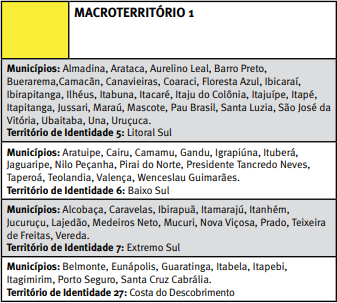 MACROTERRITÓRIO 1
Municípios: Almadina, Arataca, Aurelino Leal, Barro Preto,
Buerarema,Camacãn, Canavieiras, Coaraci, Floresta Azul, Ibicaraí,
Ibirapitanga, Ilhéus, Itabuna, Itacaré, Itaju do Colônia, Itajuípe, Itapé,
Itapitanga, Jussari, Maraú, Mascote, Pau Brasil, Santa Luzia, São José da
Vitória, Ubaitaba, Una, Uruçuca.
Território de Identidade 5: Litoral Sul
Municípios: Aratuipe, Cairu, Camamu, Gandu, Igrapiúna, Ituberá,
Jaguaripe, Nilo Peçanha, Pirai do Norte, Presidente Tancredo Neves,
Taperoá, Teolandia, Valença, Wenceslau Guimarães.
Território de Identidade 6: Baixo Sul
Municípios: Alcobaça, Caravelas, Ibirapuã, Itamarajú, Itanhém,
Jucuruçu, Lajedão, Medeiros Neto, Mucuri, Nova Viçosa, Prado, Teixeira
de Freitas, Vereda.
Território de Identidade 7: Extremo Sul
Municípios: Belmonte, Eunápolis, Guaratinga, Itabela, Itapebi,
Itagimirim, Porto Seguro, Santa Cruz Cabrália.
Território de Identidade 27: Costa do Descobrimento